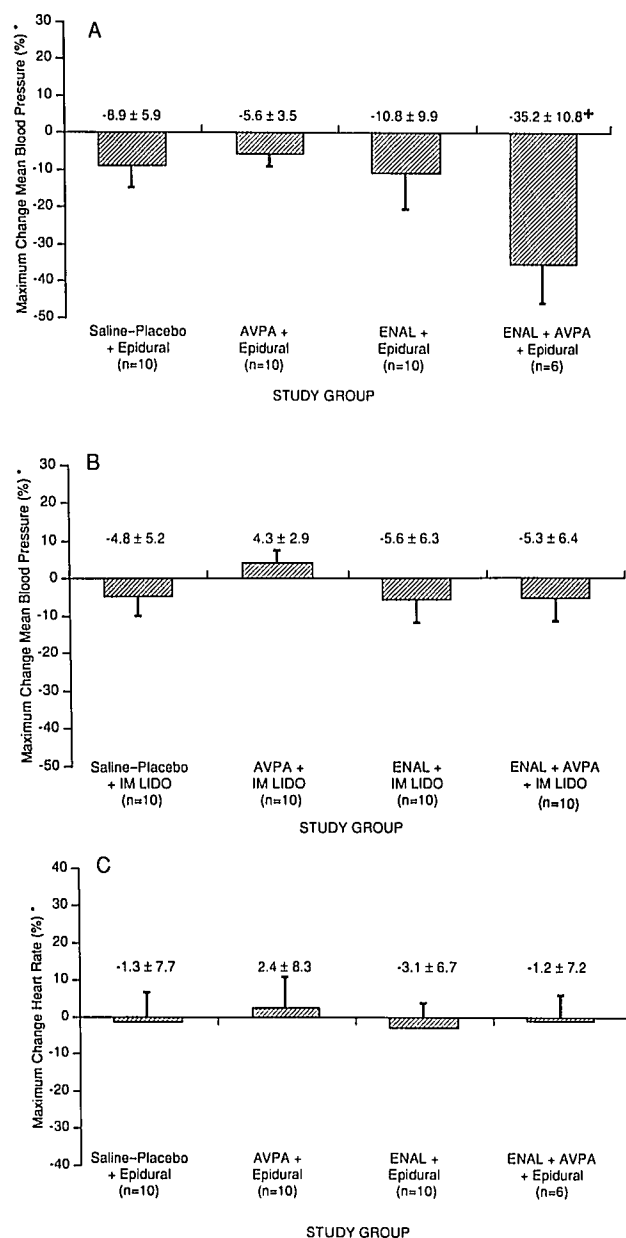 A
Maximum Change Mean Blood Pressure (%) *
30
20
10
0
-10
-20
-30
-40
-50
-8.9 ± 5.9
-5.6 ± 3.5
-10.8 ± 9.9
-35.2 ± 10.8+
Saline-Placebo
+ Epidural
(n=10)
AVPA +
Epidural
(n=10)
ENAL +
Epidural
(n=10)
ENAL + AVPA
+ Epidural
(n=6)
STUDY GROUP
B
Maximum Change Mean Blood Pressure (%) *
30
20
10
0
-10
-20
-30
-40
-50
-4.8 ± 5.2
4.3 ± 2.9
-5.6 ± 6.3
-5.3 ± 6.4
Saline-Placebo
+ IM LIDO
(n=10)
AVPA +
IM LIDO
(n=10)
ENAL +
IM LIDO
(n=10)
ENAL + AVPA
+ IM LIDO
(n=10)
STUDY GROUP
C
Maximum Change Heart Rate (%) *
40
30
20
10
0
-10
-20
-30
-40
-1.3 ± 7.7
2.4 ± 8.3
-3.1 ± 6.7
-1.2 ± 7.2
Saline-Placebo
+ Epidural
(n=10)
AVPA +
Epidural
(n=10)
ENAL +
Epidural
(n=10)
ENAL + AVPA
+ Epidural
(n=6)
STUDY GROUP